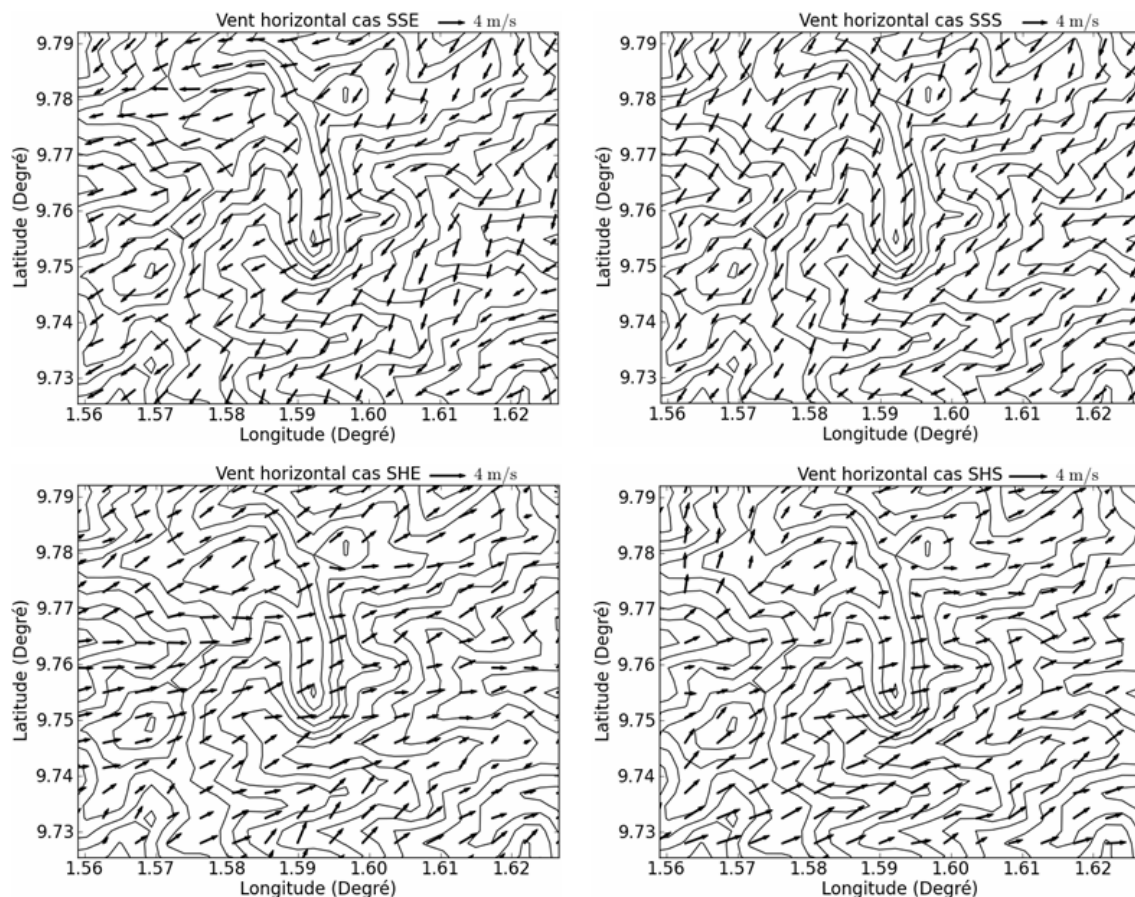 Vent horizontal cas SSE 4 m/s
9.79
9.78
9.77
9.76
9.75
9.74
9.73
Latitude (Degré)
1.56 1.57 1.58 1.59 1.60 1.61 1.62
Longitude (Degré)
Vent horizontal cas SSS 4 m/s
9.79
9.78
9.77
9.76
9.75
9.74
9.73
Latitude (Degré)
1.56 1.57 1.58 1.59 1.60 1.61 1.62
Longitude (Degré)
Vent horizontal cas SHE 4 m/s
9.79
9.78
9.77
9.76
9.75
9.74
9.73
Latitude (Degré)
1.56 1.57 1.58 1.59 1.60 1.61 1.62
Longitude (Degré)
Vent horizontal cas SHS 4 m/s
9.79
9.78
9.77
9.76
9.75
9.74
9.73
Latitude (Degré)
1.56 1.57 1.58 1.59 1.60 1.61 1.62
Longitude (Degré)